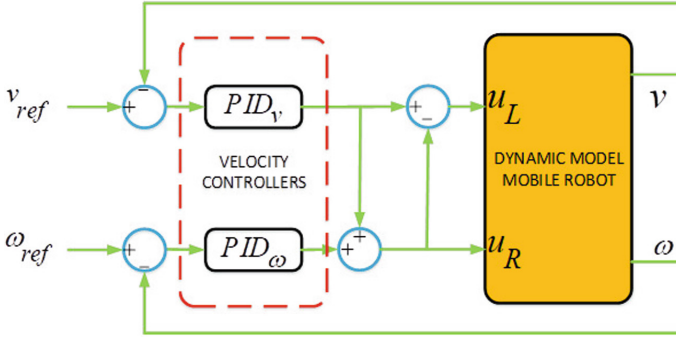 v_ref
+
−
PID_v
+
−
u_L
v
VELOCITY
CONTROLLERS
DYNAMIC MODEL
MOBILE ROBOT
ω_ref
+
−
PID_ω
+
+
u_R
ω